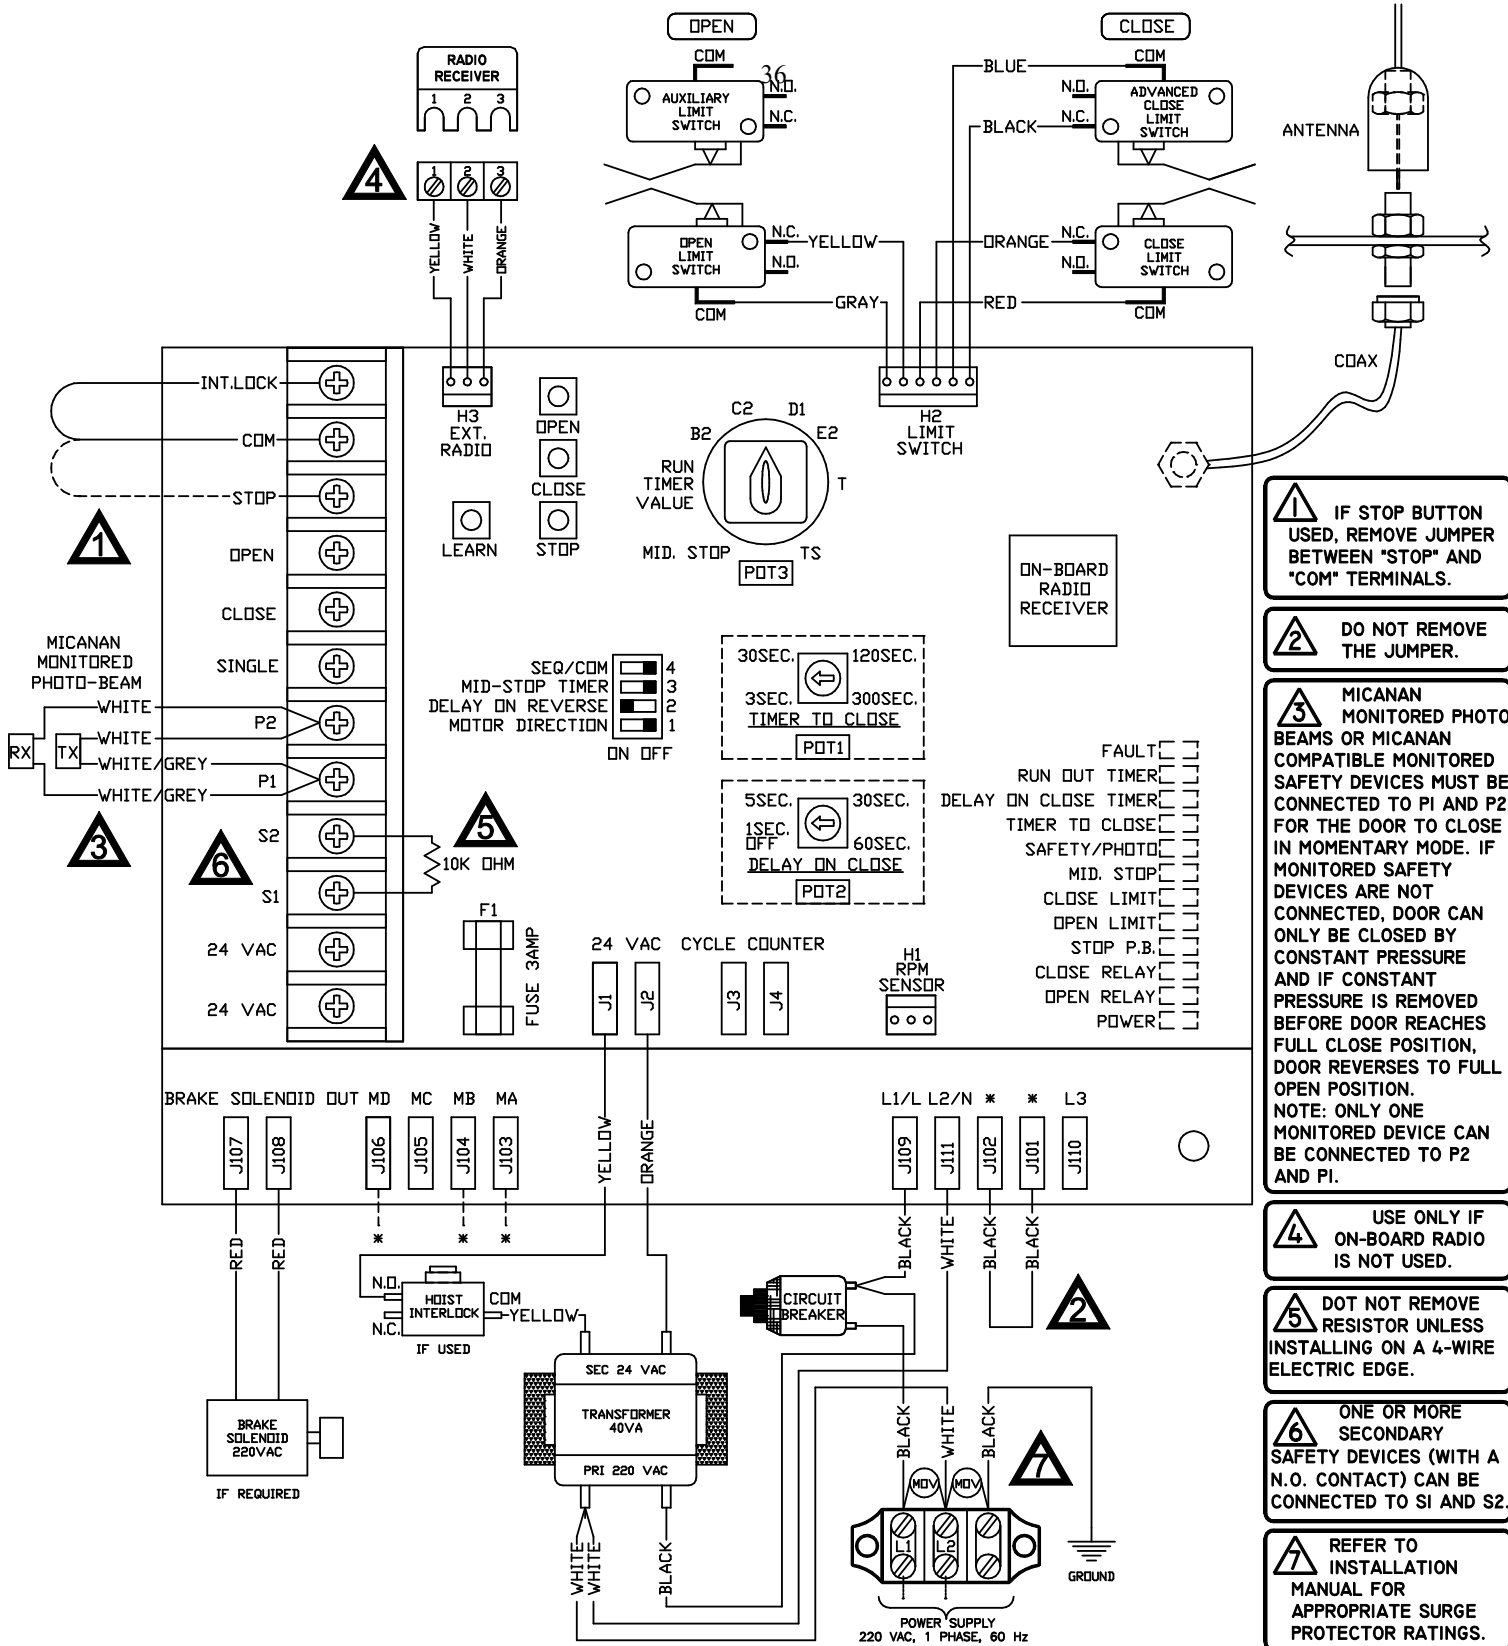 OPEN
CLOSE
RADIO
RECEIVER
1 2 3
1 2 3
4
YELLOW
WHITE
ORANGE
COM
36
N.O.
N.C.
AUXILIARY
LIMIT
SWITCH
OPEN
LIMIT
SWITCH
N.C.
N.O.
COM
YELLOW
GRAY
BLUE
BLACK
ORANGE
RED
COM
N.O.
N.C.
ADVANCED
CLOSE
LIMIT
SWITCH
N.C.
N.O.
CLOSE
LIMIT
SWITCH
COM
ANTENNA
COAX
INT.LOCK
COM
STOP
OPEN
CLOSE
SINGLE
P2
P1
S2
S1
24 VAC
24 VAC
1
MICANAN
MONITORED
PHOTO-BEAM
WHITE
WHITE
WHITE/GREY
WHITE/GREY
RX
TX
3
6
5
10K OHM
H3
EXT.
RADIO
OPEN
CLOSE
STOP
LEARN
C2 D1
B2 E2
RUN
TIMER
VALUE
T
MID. STOP TS
POT3
H2
LIMIT
SWITCH
ON-BOARD
RADIO
RECEIVER
SEQ/COM 4
MID-STOP TIMER 3
DELAY ON REVERSE 2
MOTOR DIRECTION 1
ON OFF
30SEC. 120SEC.
3SEC. 300SEC.
TIMER TO CLOSE
POT1
5SEC. 30SEC.
1SEC.
OFF 60SEC.
DELAY ON CLOSE
POT2
FAULT
RUN OUT TIMER
DELAY ON CLOSE TIMER
TIMER TO CLOSE
SAFETY/PHOTO
MID. STOP
CLOSE LIMIT
OPEN LIMIT
STOP P.B.
CLOSE RELAY
OPEN RELAY
POWER
F1
FUSE 3AMP
24 VAC CYCLE COUNTER
J1
J2
J3
J4
H1
RPM
SENSOR
BRAKE SOLENOID OUT MD MC MB MA
J107
J108
J106
J105
J104
J103
* * *
L1/L L2/N * * L3
J109
J111
J102
J101
J110
YELLOW
ORANGE
RED
RED
BLACK
WHITE
BLACK
BLACK
2
N.O.
HOIST
INTERLOCK
N.C.
COM
YELLOW
IF USED
CIRCUIT
BREAKER
BRAKE
SOLENOID
220VAC
IF REQUIRED
SEC 24 VAC
TRANSFORMER
40VA
PRI 220 VAC
WHITE
WHITE
BLACK
BLACK
WHITE
BLACK
7
MOV
MOV
L1
L2
GROUND
POWER SUPPLY
220 VAC, 1 PHASE, 60 Hz
1 IF STOP BUTTON
USED, REMOVE JUMPER
BETWEEN "STOP" AND
"COM" TERMINALS.
2 DO NOT REMOVE
THE JUMPER.
3 MICANAN
MONITORED PHOTO
BEAMS OR MICANAN
COMPATIBLE MONITORED
SAFETY DEVICES MUST BE
CONNECTED TO P1 AND P2
FOR THE DOOR TO CLOSE
IN MOMENTARY MODE. IF
MONITORED SAFETY
DEVICES ARE NOT
CONNECTED, DOOR CAN
ONLY BE CLOSED BY
CONSTANT PRESSURE
AND IF CONSTANT
PRESSURE IS REMOVED
BEFORE DOOR REACHES
FULL CLOSE POSITION,
DOOR REVERSES TO FULL
OPEN POSITION.
NOTE: ONLY ONE
MONITORED DEVICE CAN
BE CONNECTED TO P2
AND P1.
4 USE ONLY IF
ON-BOARD RADIO
IS NOT USED.
5 DOT NOT REMOVE
RESISTOR UNLESS
INSTALLING ON A 4-WIRE
ELECTRIC EDGE.
6 ONE OR MORE
SECONDARY
SAFETY DEVICES (WITH A
N.O. CONTACT) CAN BE
CONNECTED TO S1 AND S2.
7 REFER TO
INSTALLATION
MANUAL FOR
APPROPRIATE SURGE
PROTECTOR RATINGS.